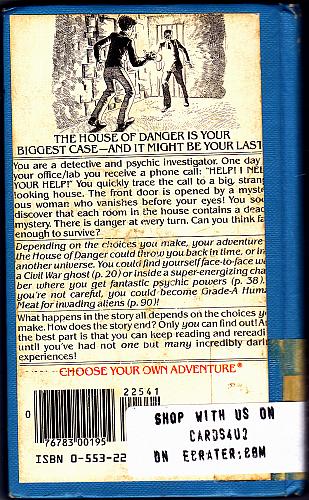 THE HOUSE OF DANGER IS YOUR
BIGGEST CASE—AND IT MIGHT BE YOUR LAST
You are a detective and psychic investigator. One day
your office/lab you receive a phone call: "HELP! I NEE
YOUR HELP!" You quickly trace the call to a big, stran
looking house. The front door is opened by a myste
ous woman who vanishes before your eyes! You soo
discover that each room in the house contains a dead
mystery. There is danger at every turn. Can you think fa
enough to survive?
Depending on the choices you make, your adventure
the House of Danger could throw you back in time, or in
another universe. You could find yourself face-to-face w
a Civil War ghost (p. 20) or inside a super-energizing cha
ber where you get fantastic psychic powers (p. 38).
you're not careful, you could become Grade-A Huma
Meat for invading aliens (p. 90)!
What happens in the story all depends on the choices y
make. How does the story end? Only you can find out! A
the best part is that you can keep reading and rereadi
until you've had not one but many incredibly dari
experiences!
CHOOSE YOUR OWN ADVENTURE®
22541
0
76783 00195
ISBN 0-553-22
SHOP WITH US ON
CARDS4U2
ON ECRATER.COM